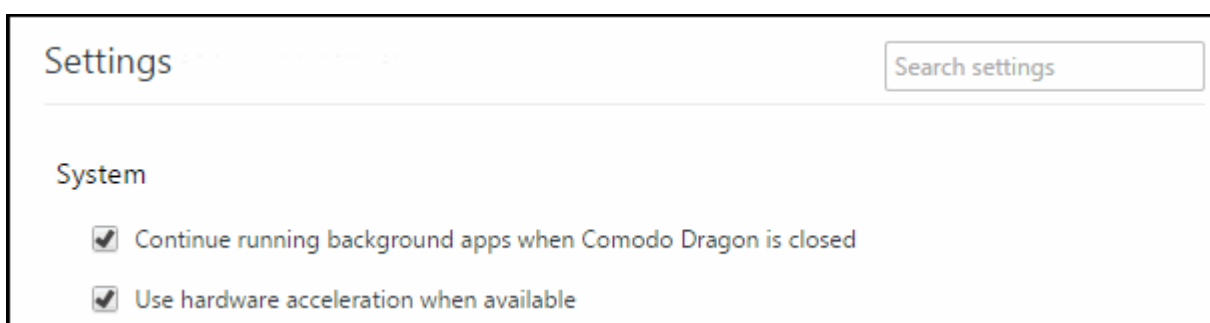 Settings
Search settings
System
Continue running background apps when Comodo Dragon is closed
Use hardware acceleration when available